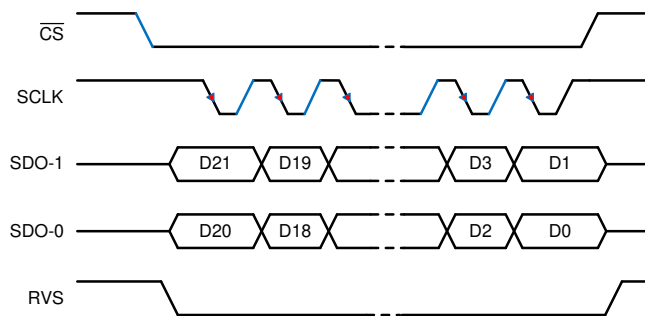 CS
SCLK
SDO-1 D21 D19 D3 D1
SDO-0 D20 D18 D2 D0
RVS